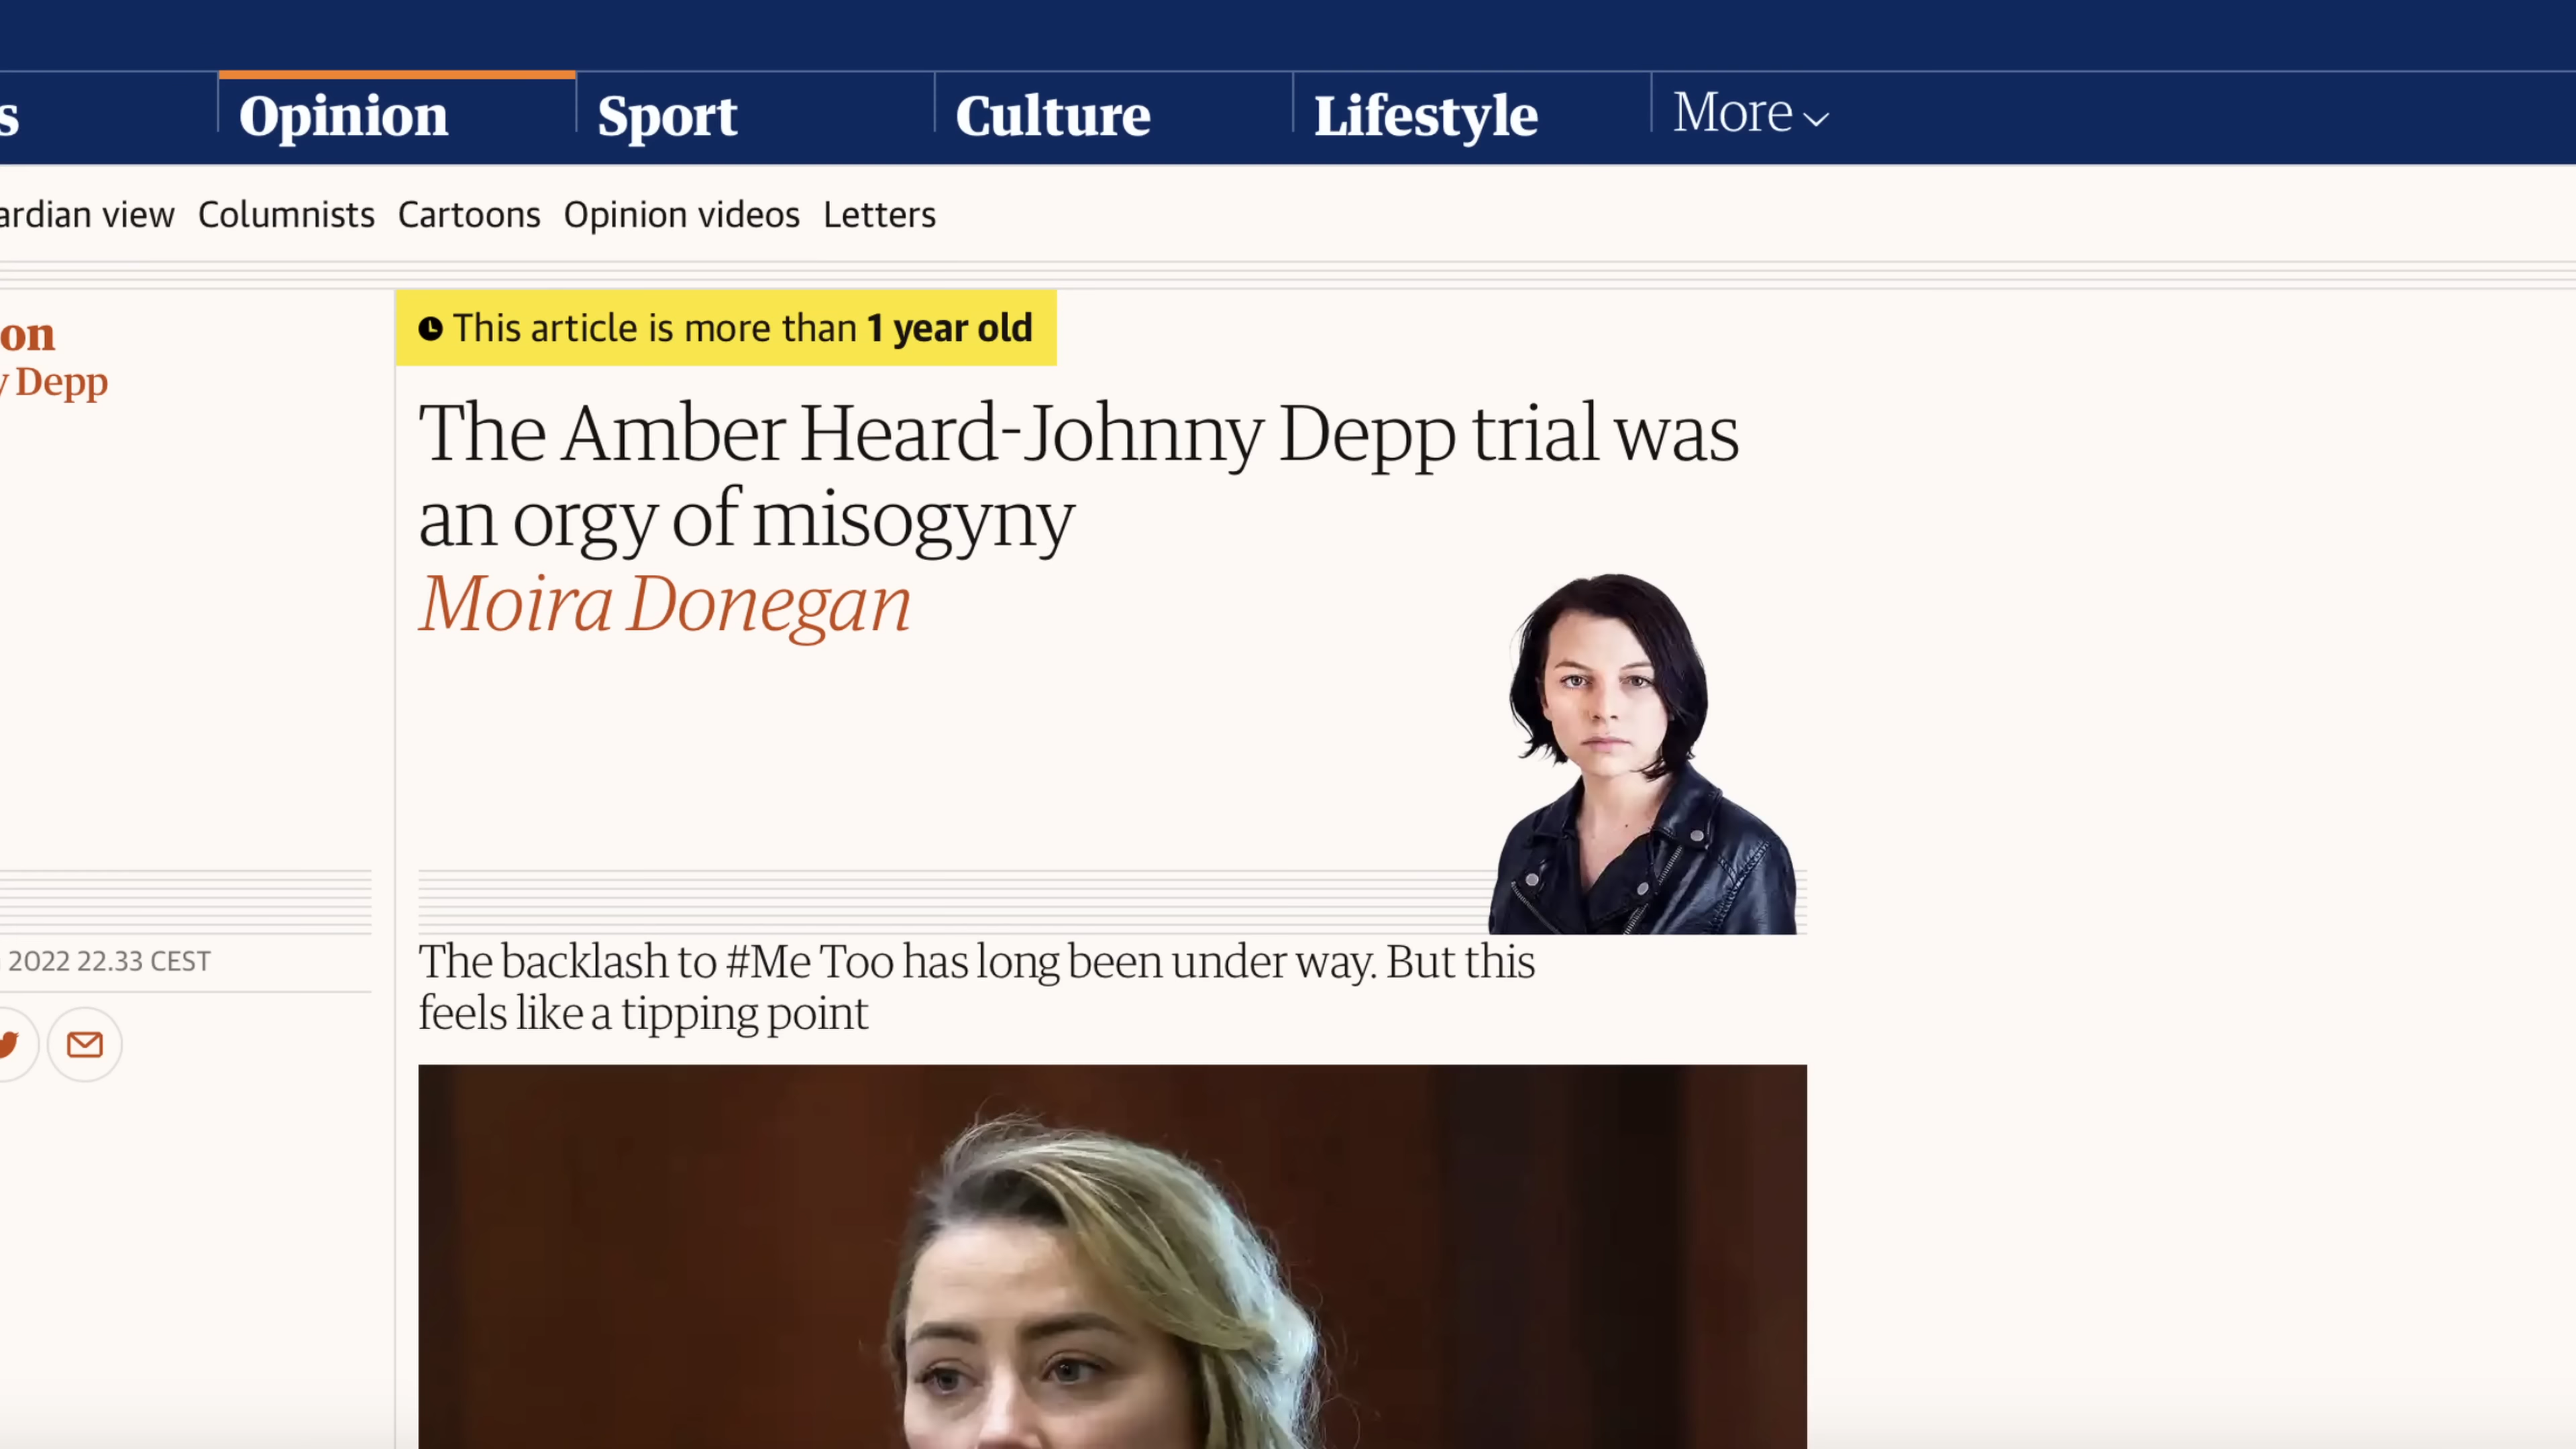 s
Opinion
Sport
Culture
Lifestyle
More
ardian view Columnists Cartoons Opinion videos Letters
on
y Depp
This article is more than 1 year old
The Amber Heard-Johnny Depp trial was
an orgy of misogyny
Moira Donegan
2022 22.33 CEST
The backlash to #Me Too has long been under way. But this
feels like a tipping point